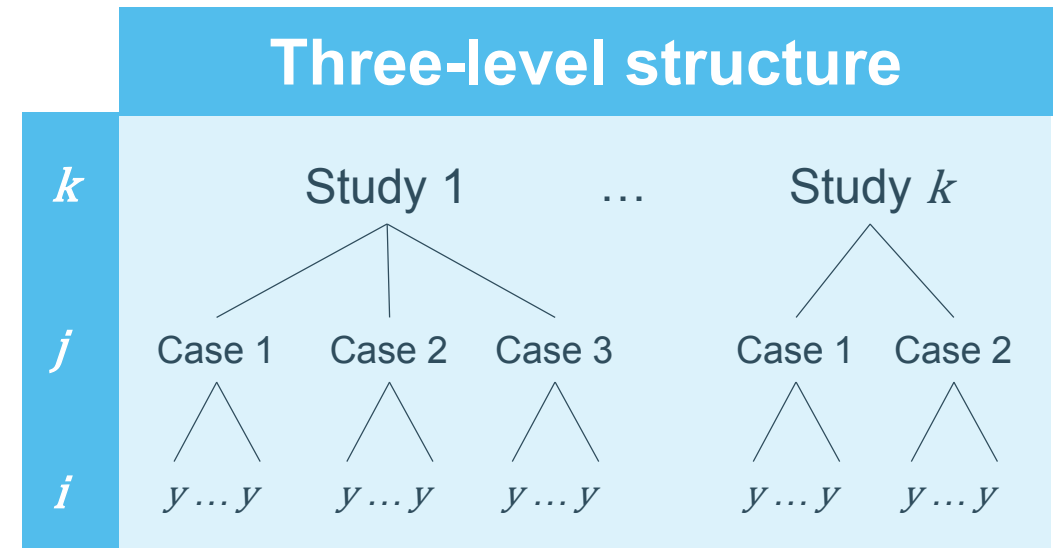 Three-level structure
k Study 1 … Study k
j Case 1 Case 2 Case 3 Case 1 Case 2
i y … y y … y y … y y … y y … y